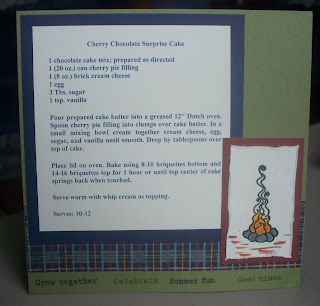 Cherry Chocolate Surprise Cake
1 chocolate cake mix; prepared as directed
1 (20 oz.) can cherry pie filling
1 (8 oz.) brick cream cheese
1 egg
3 Tbs. sugar
1 tsp. vanilla
Pour prepared cake batter into a greased 12" Dutch oven.
Spoon cherry pie filling into clumps over cake batter. In a
small mixing bowl cream together cream cheese, egg,
sugar, and vanilla until smooth. Drop by tablespoons over
top of cake.
Place lid on oven. Bake using 8-10 briquettes bottom and
14-16 briquettes top for 1 hour or until top center of cake
springs back when touched.
Serve warm with whip cream as topping.
Serves: 10-12
Grow together Celebrate Summer fun Good times